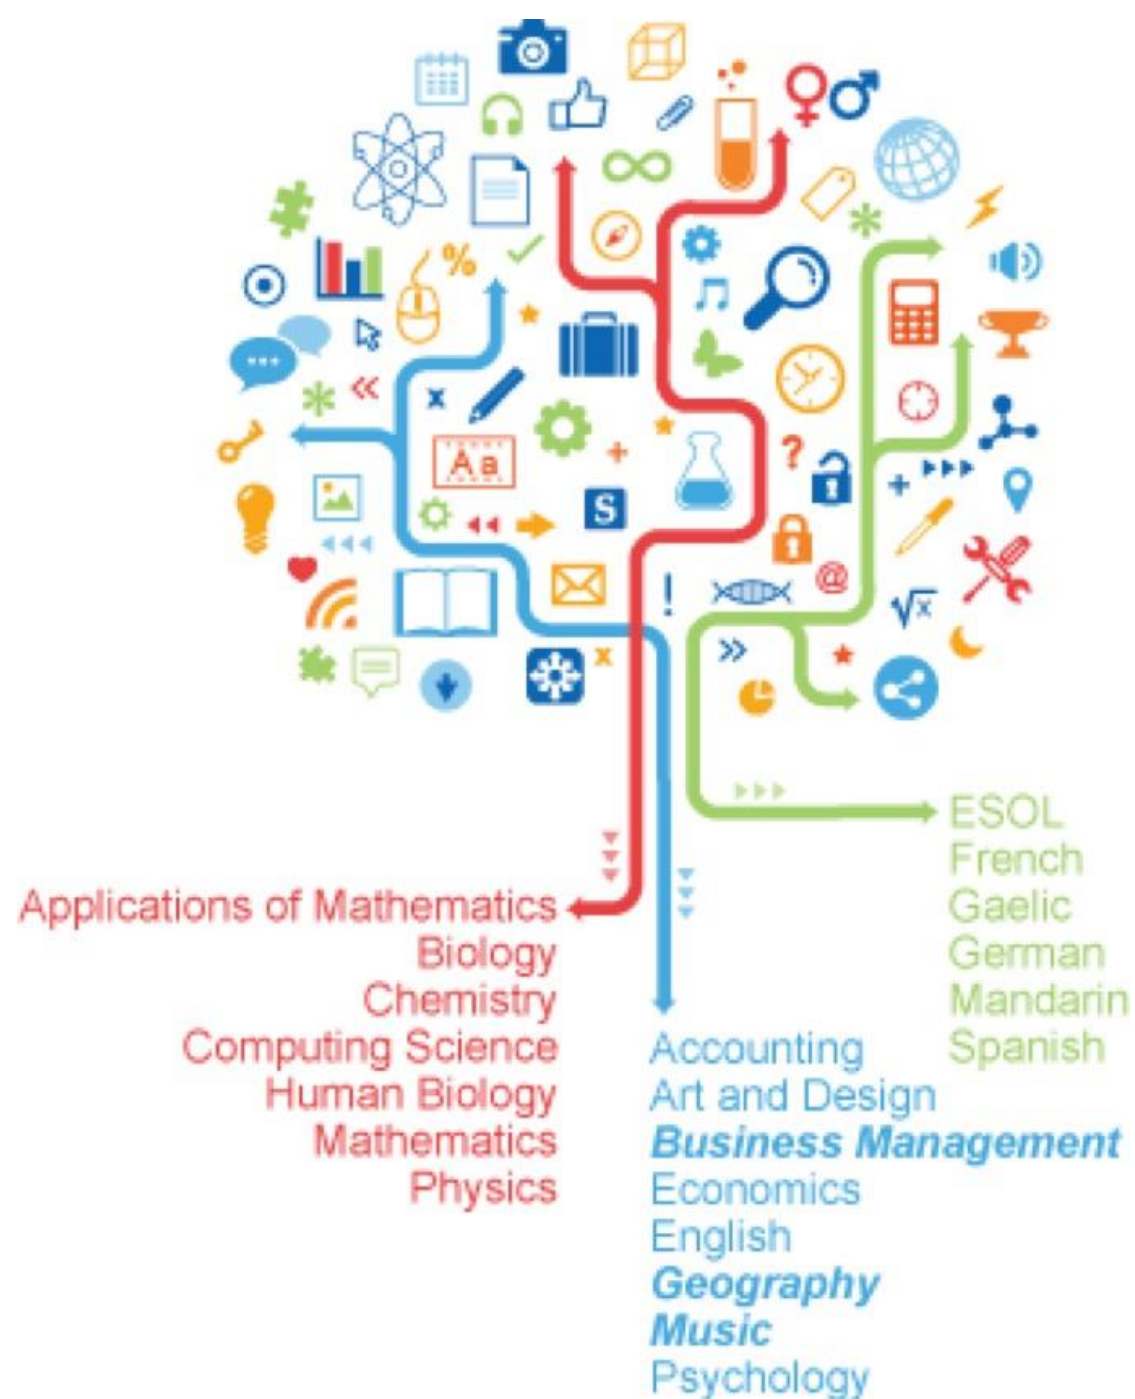 %
x
Aa
S
+
?
+
!
@
√x
x
ESOL
French
Gaelic
German
Mandarin
Spanish
Applications of Mathematics
Biology
Chemistry
Computing Science
Human Biology
Mathematics
Physics
Accounting
Art and Design
Business Management
Economics
English
Geography
Music
Psychology